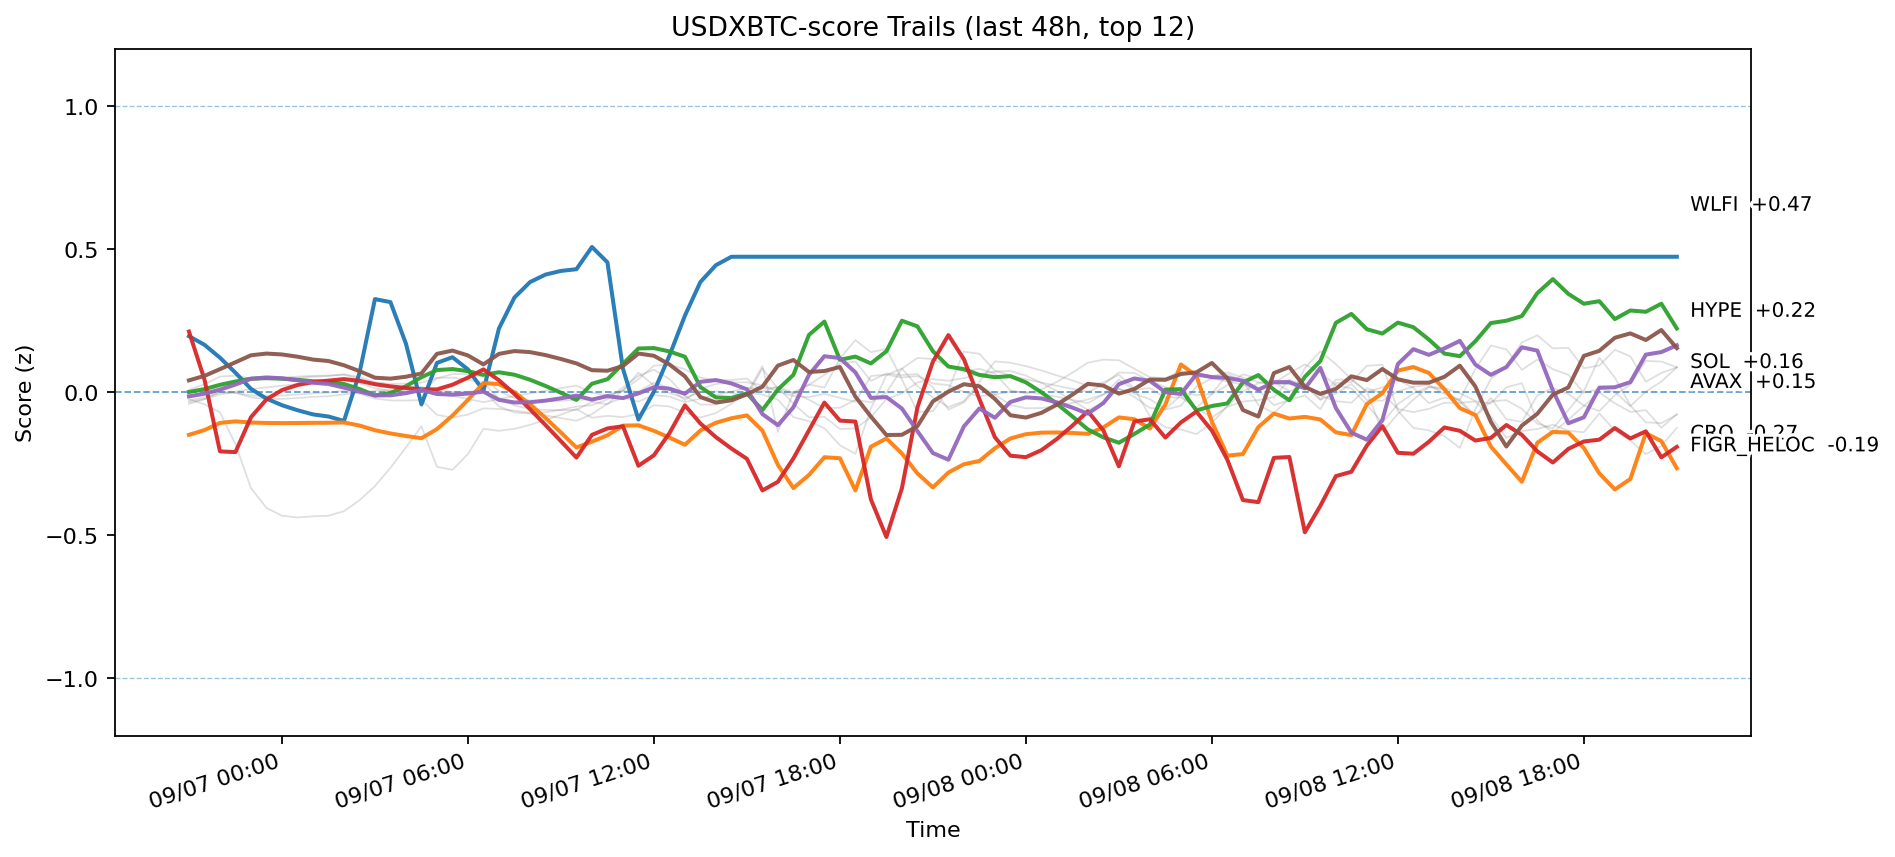 USDXBTC-score Trails (last 48h, top 12)
Score (z)
1.0
0.5
0.0
−0.5
−1.0
WLFI +0.47
HYPE +0.22
SOL +0.16
AVAX +0.15
CRO -0.27
FIGR_HELOC -0.19
09/07 00:00
09/07 06:00
09/07 12:00
09/07 18:00
09/08 00:00
09/08 06:00
09/08 12:00
09/08 18:00
Time